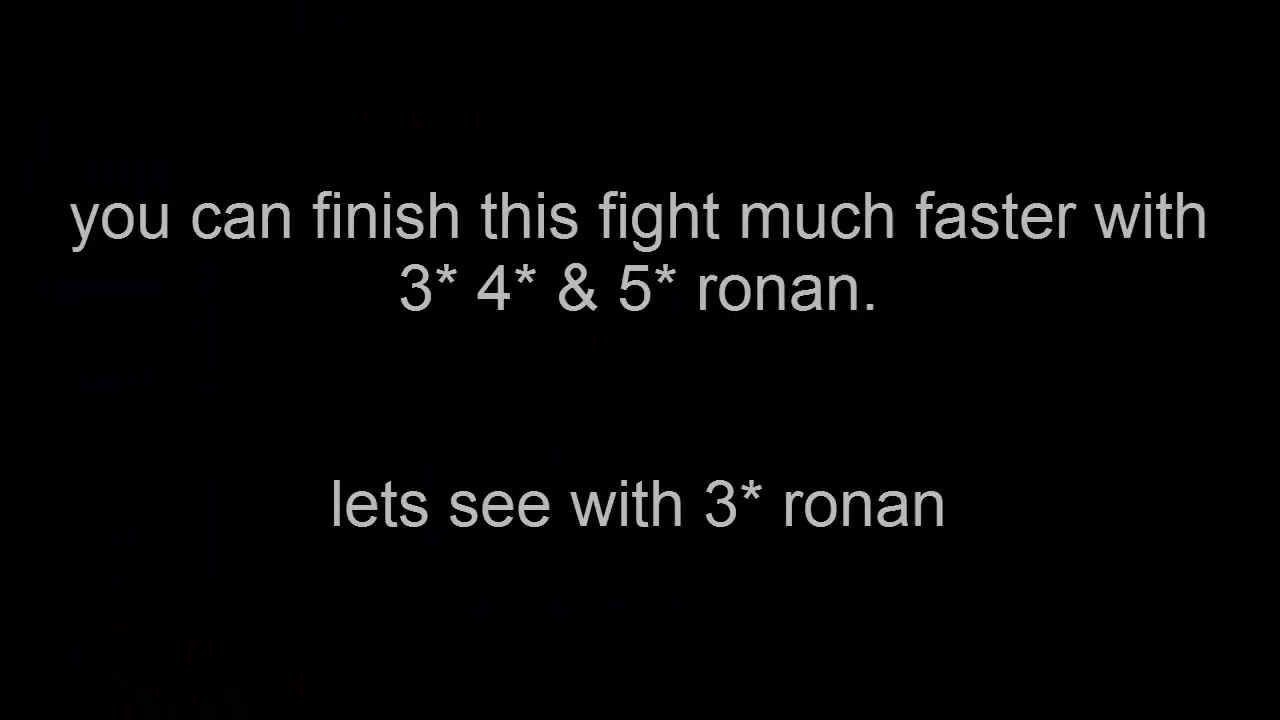 you can finish this fight much faster with
3* 4* & 5* ronan.
lets see with 3* ronan